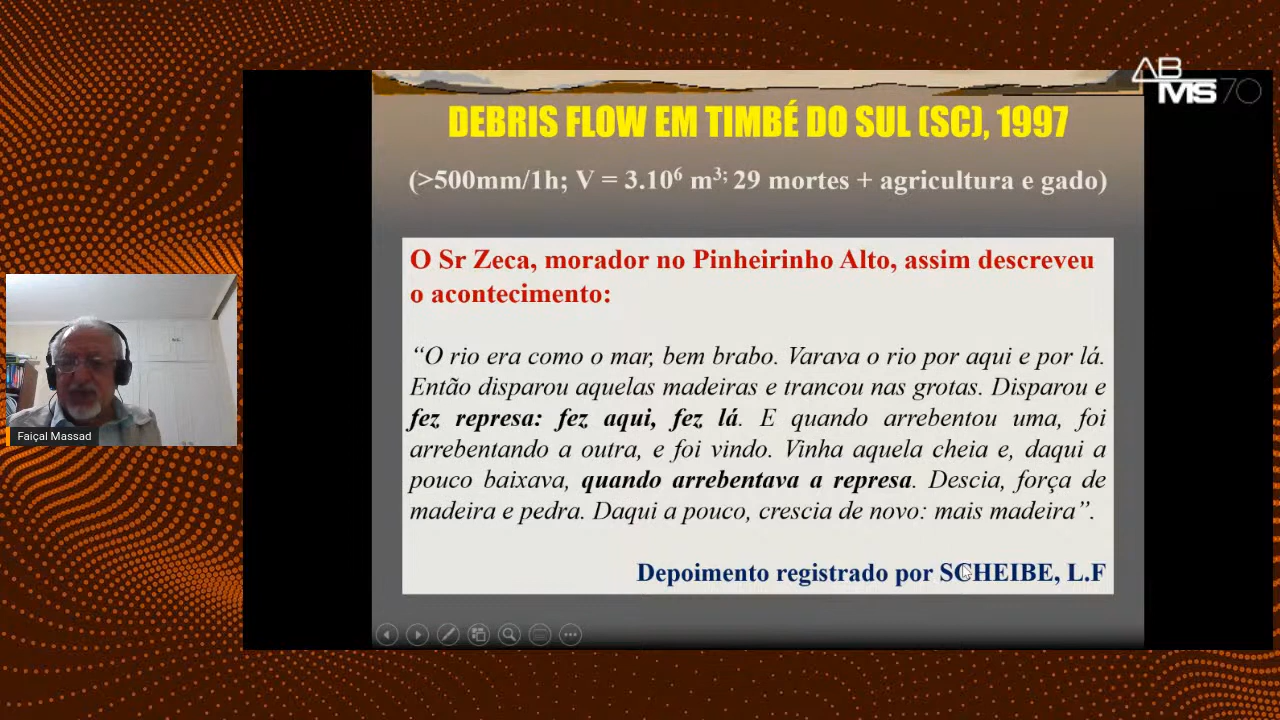 AB
MS70
DEBRIS FLOW EM TIMBÉ DO SUL (SC), 1997
(>500mm/1h; V = 3.10⁶ m³; 29 mortes + agricultura e gado)
O Sr Zeca, morador no Pinheirinho Alto, assim descreveu
o acontecimento:
“O rio era como o mar, bem brabo. Varava o rio por aqui e por lá.
Então disparou aquelas madeiras e trancou nas grotas. Disparou e
fez represa: fez aqui, fez lá. E quando arrebentou uma, foi
arrebentando a outra, e foi vindo. Vinha aquela cheia e, daqui a
pouco baixava, quando arrebentava a represa. Descia, força de
madeira e pedra. Daqui a pouco, crescia de novo: mais madeira”.
Depoimento registrado por SCHEIBE, L.F
Faiçal Massad